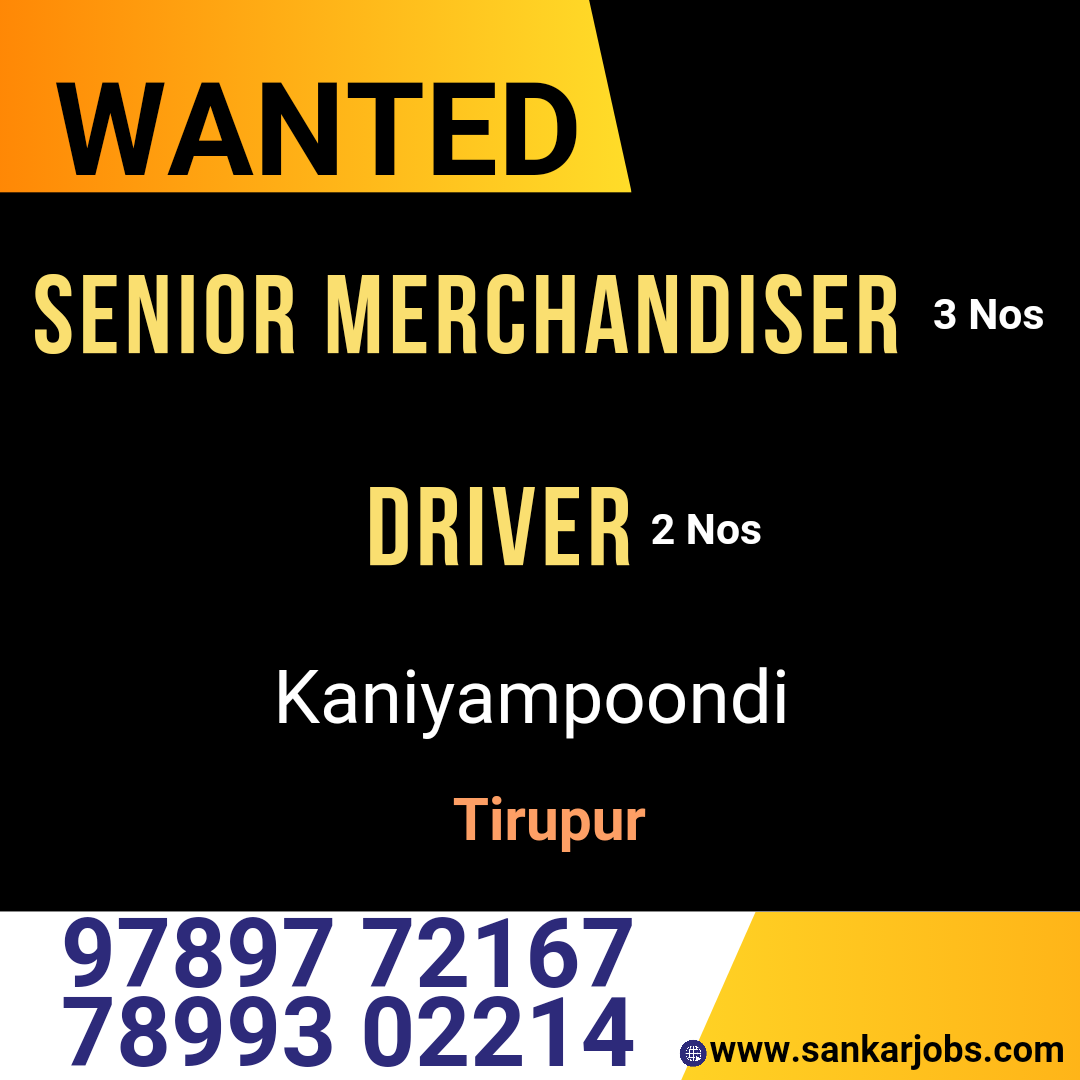 WANTED
SENIOR MERCHANDISER 3 Nos
DRIVER 2 Nos
Kaniyampoondi
Tirupur
97897 72167
78993 02214
www.sankarjobs.com